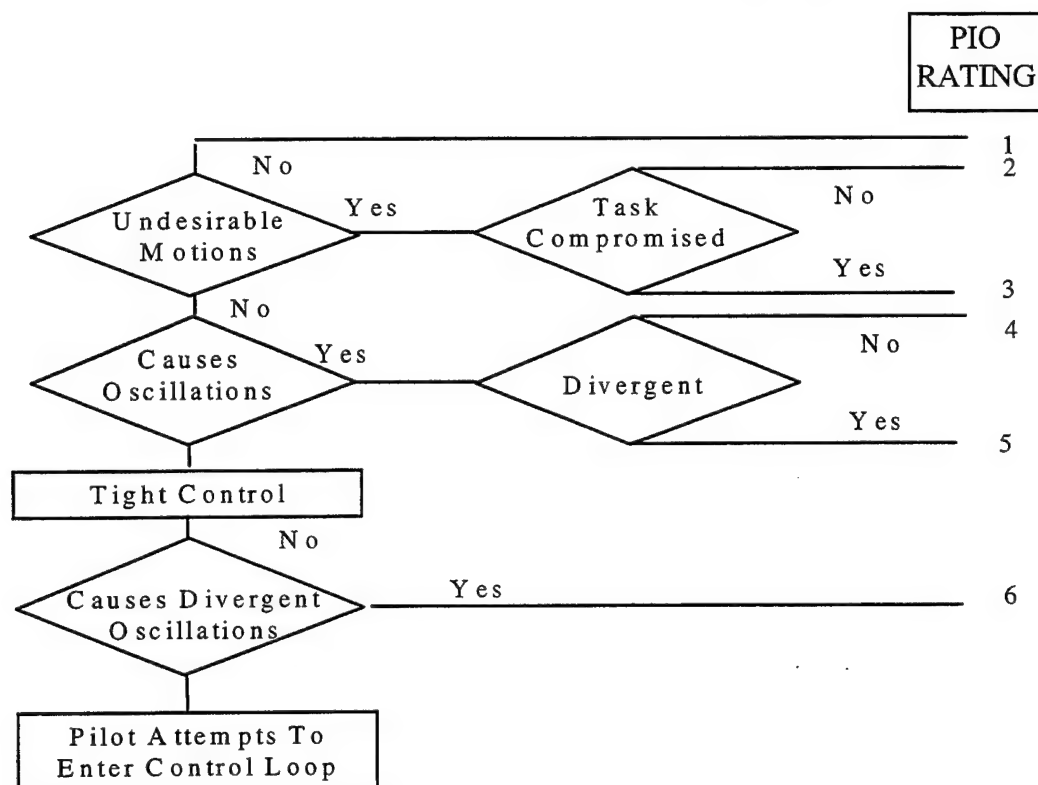 PIO
RATING
1
No
2
Undesirable
Motions
Yes
Task
Compromised
No
Yes
3
No
4
Causes
Oscillations
Yes
Divergent
No
Yes
5
Tight Control
No
Causes Divergent
Oscillations
Yes
6
Pilot Attempts To
Enter Control Loop